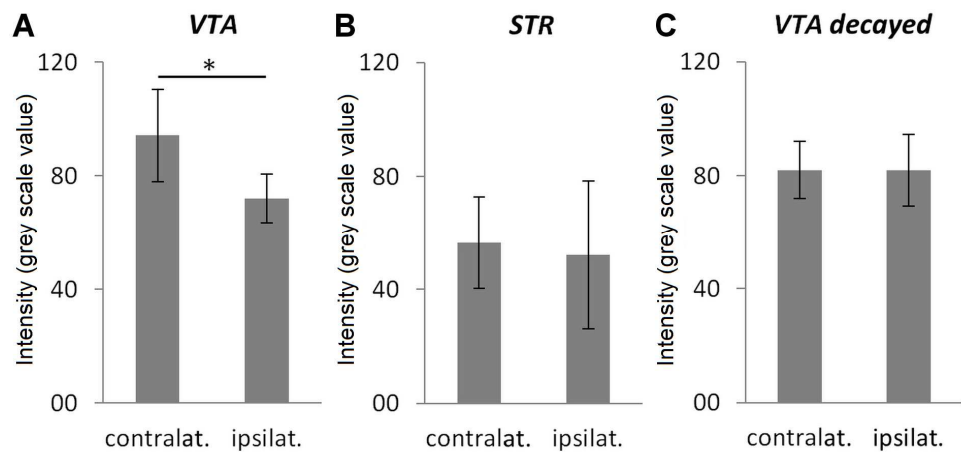 A VTA
Intensity (grey scale value)
120
*
80
40
00
contralat. ipsilat.
B STR
Intensity (grey scale value)
120
80
40
00
contralat. ipsilat.
C VTA decayed
Intensity (grey scale value)
120
80
40
00
contralat. ipsilat.